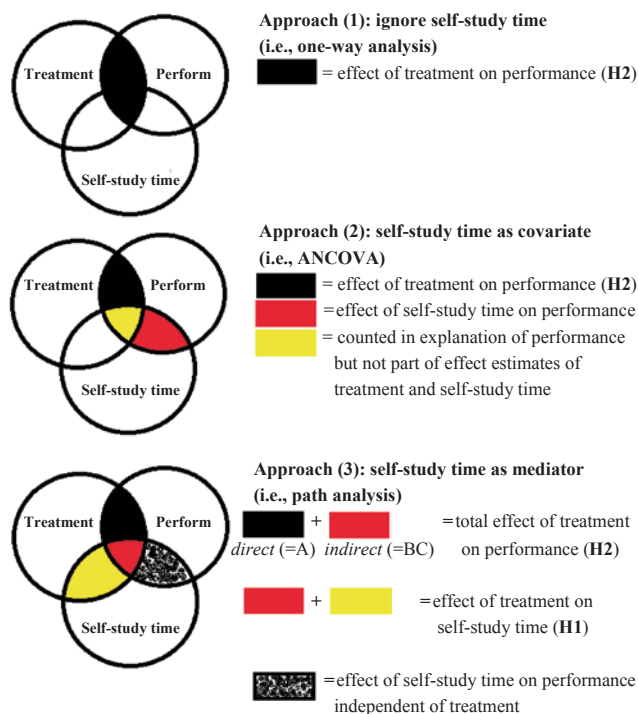 Approach (1): ignore self-study time
(i.e., one-way analysis)
Treatment
Perform
= effect of treatment on performance (H2)
Self-study time
Approach (2): self-study time as covariate
(i.e., ANCOVA)
Treatment
Perform
= effect of treatment on performance (H2)
= effect of self-study time on performance
= counted in explanation of performance
but not part of effect estimates of
treatment and self-study time
Self-study time
Approach (3): self-study time as mediator
(i.e., path analysis)
Treatment
Perform
+ =total effect of treatment
direct (=A) indirect (=BC) on performance (H2)
Self-study time
+ =effect of treatment on
self-study time (H1)
=effect of self-study time on performance
independent of treatment